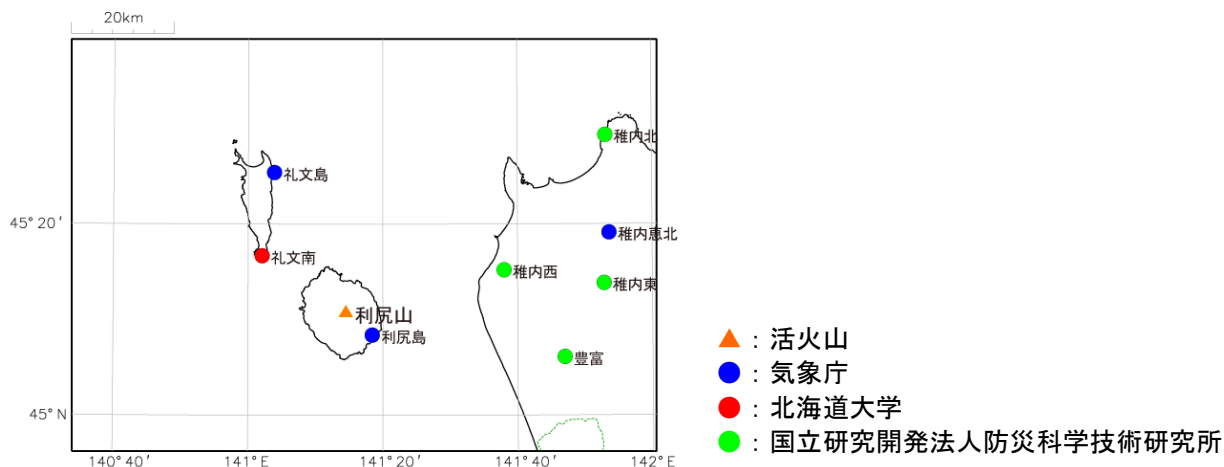 20km
稚内北
礼文島
45°20′
稚内恵北
礼文南
稚内西
稚内東
利尻山
利尻島
豊富
45°N
140°40′
141°E
141°20′
141°40′
142°E
：活火山
：気象庁
：北海道大学
：国立研究開発法人防災科学技術研究所